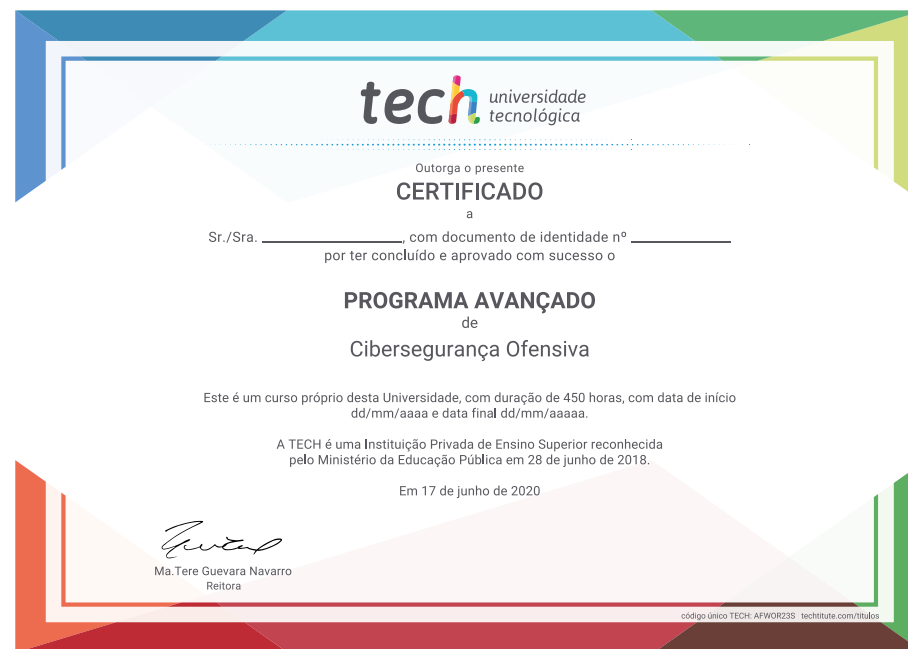 tech universidade
tecnológica
Outorga o presente
CERTIFICADO
a
Sr./Sra. ____________________, com documento de identidade nº ______________
por ter concluído e aprovado com sucesso o
PROGRAMA AVANÇADO
de
Cibersegurança Ofensiva
Este é um curso próprio desta Universidade, com duração de 450 horas, com data de início
dd/mm/aaaa e data final dd/mm/aaaaa.
A TECH é uma Instituição Privada de Ensino Superior reconhecida
pelo Ministério da Educação Pública em 28 de junho de 2018.
Em 17 de junho de 2020
Ma.Tere Guevara Navarro
Reitora
código único TECH: AFWOR23S techtitute.com/titulos